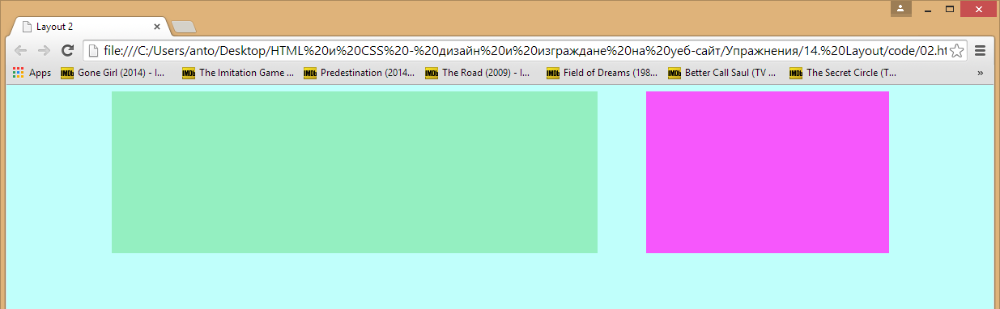 Layout 2
file:///C:/Users/anto/Desktop/HTML%20и%20CSS%20-%20дизайн%20и%20изграждане%20на%20уеб-сайт/Упражнения/14.%20Layout/code/02.ht
Apps IMDb Gone Girl (2014) - I... IMDb The Imitation Game ... IMDb Predestination (2014... IMDb The Road (2009) - I... IMDb Field of Dreams (198... IMDb Better Call Saul (TV ... IMDb The Secret Circle (T... »